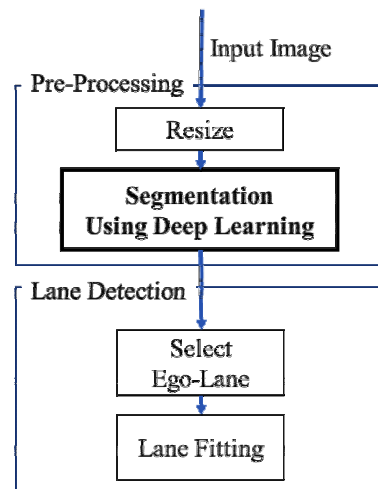 Input Image
Pre-Processing
Resize
Segmentation
Using Deep Learning
Lane Detection
Select
Ego-Lane
Lane Fitting